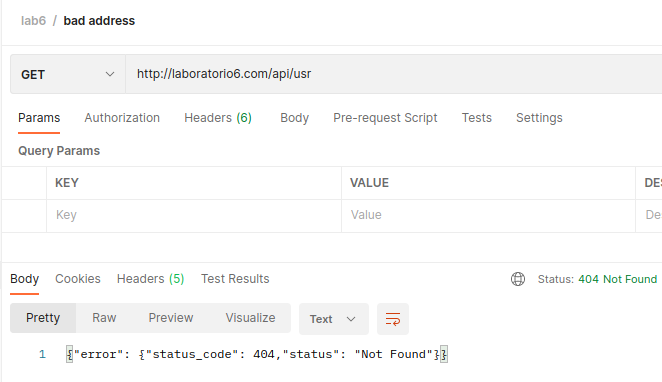 lab6 / bad address
GET http://laboratorio6.com/api/usr
Params Authorization Headers (6) Body Pre-request Script Tests Settings
Query Params
KEY VALUE DES
Key Value De
Body Cookies Headers (5) Test Results Status: 404 Not Found
Pretty Raw Preview Visualize Text
1 {"error": {"status_code": 404,"status": "Not Found"}}